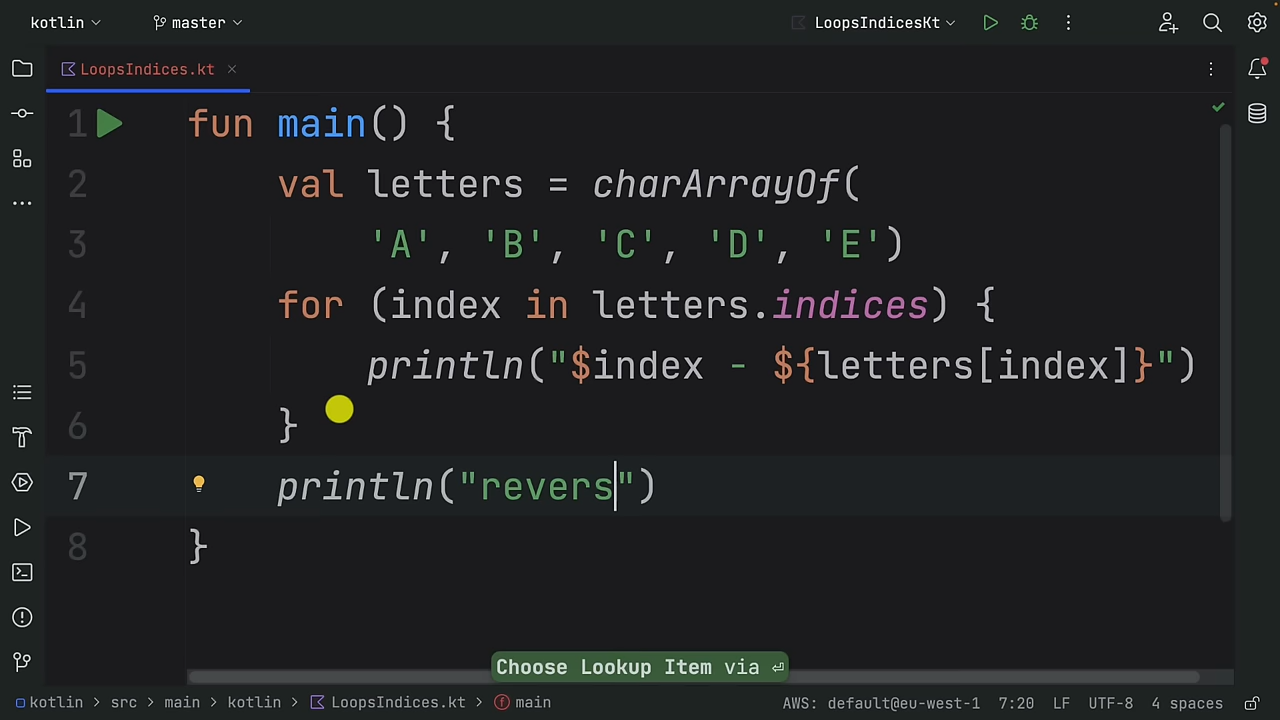 kotlin master LoopsIndicesKt
LoopsIndices.kt
1 fun main() {
2 val letters = charArrayOf(
3 'A', 'B', 'C', 'D', 'E')
4 for (index in letters.indices) {
5 println("$index - ${letters[index]}")
6 }
7 println("revers")
8 }
Choose Lookup Item via ⏎
kotlin > src > main > kotlin > LoopsIndices.kt > main AWS: default@eu-west-1 7:20 LF UTF-8 4 spaces